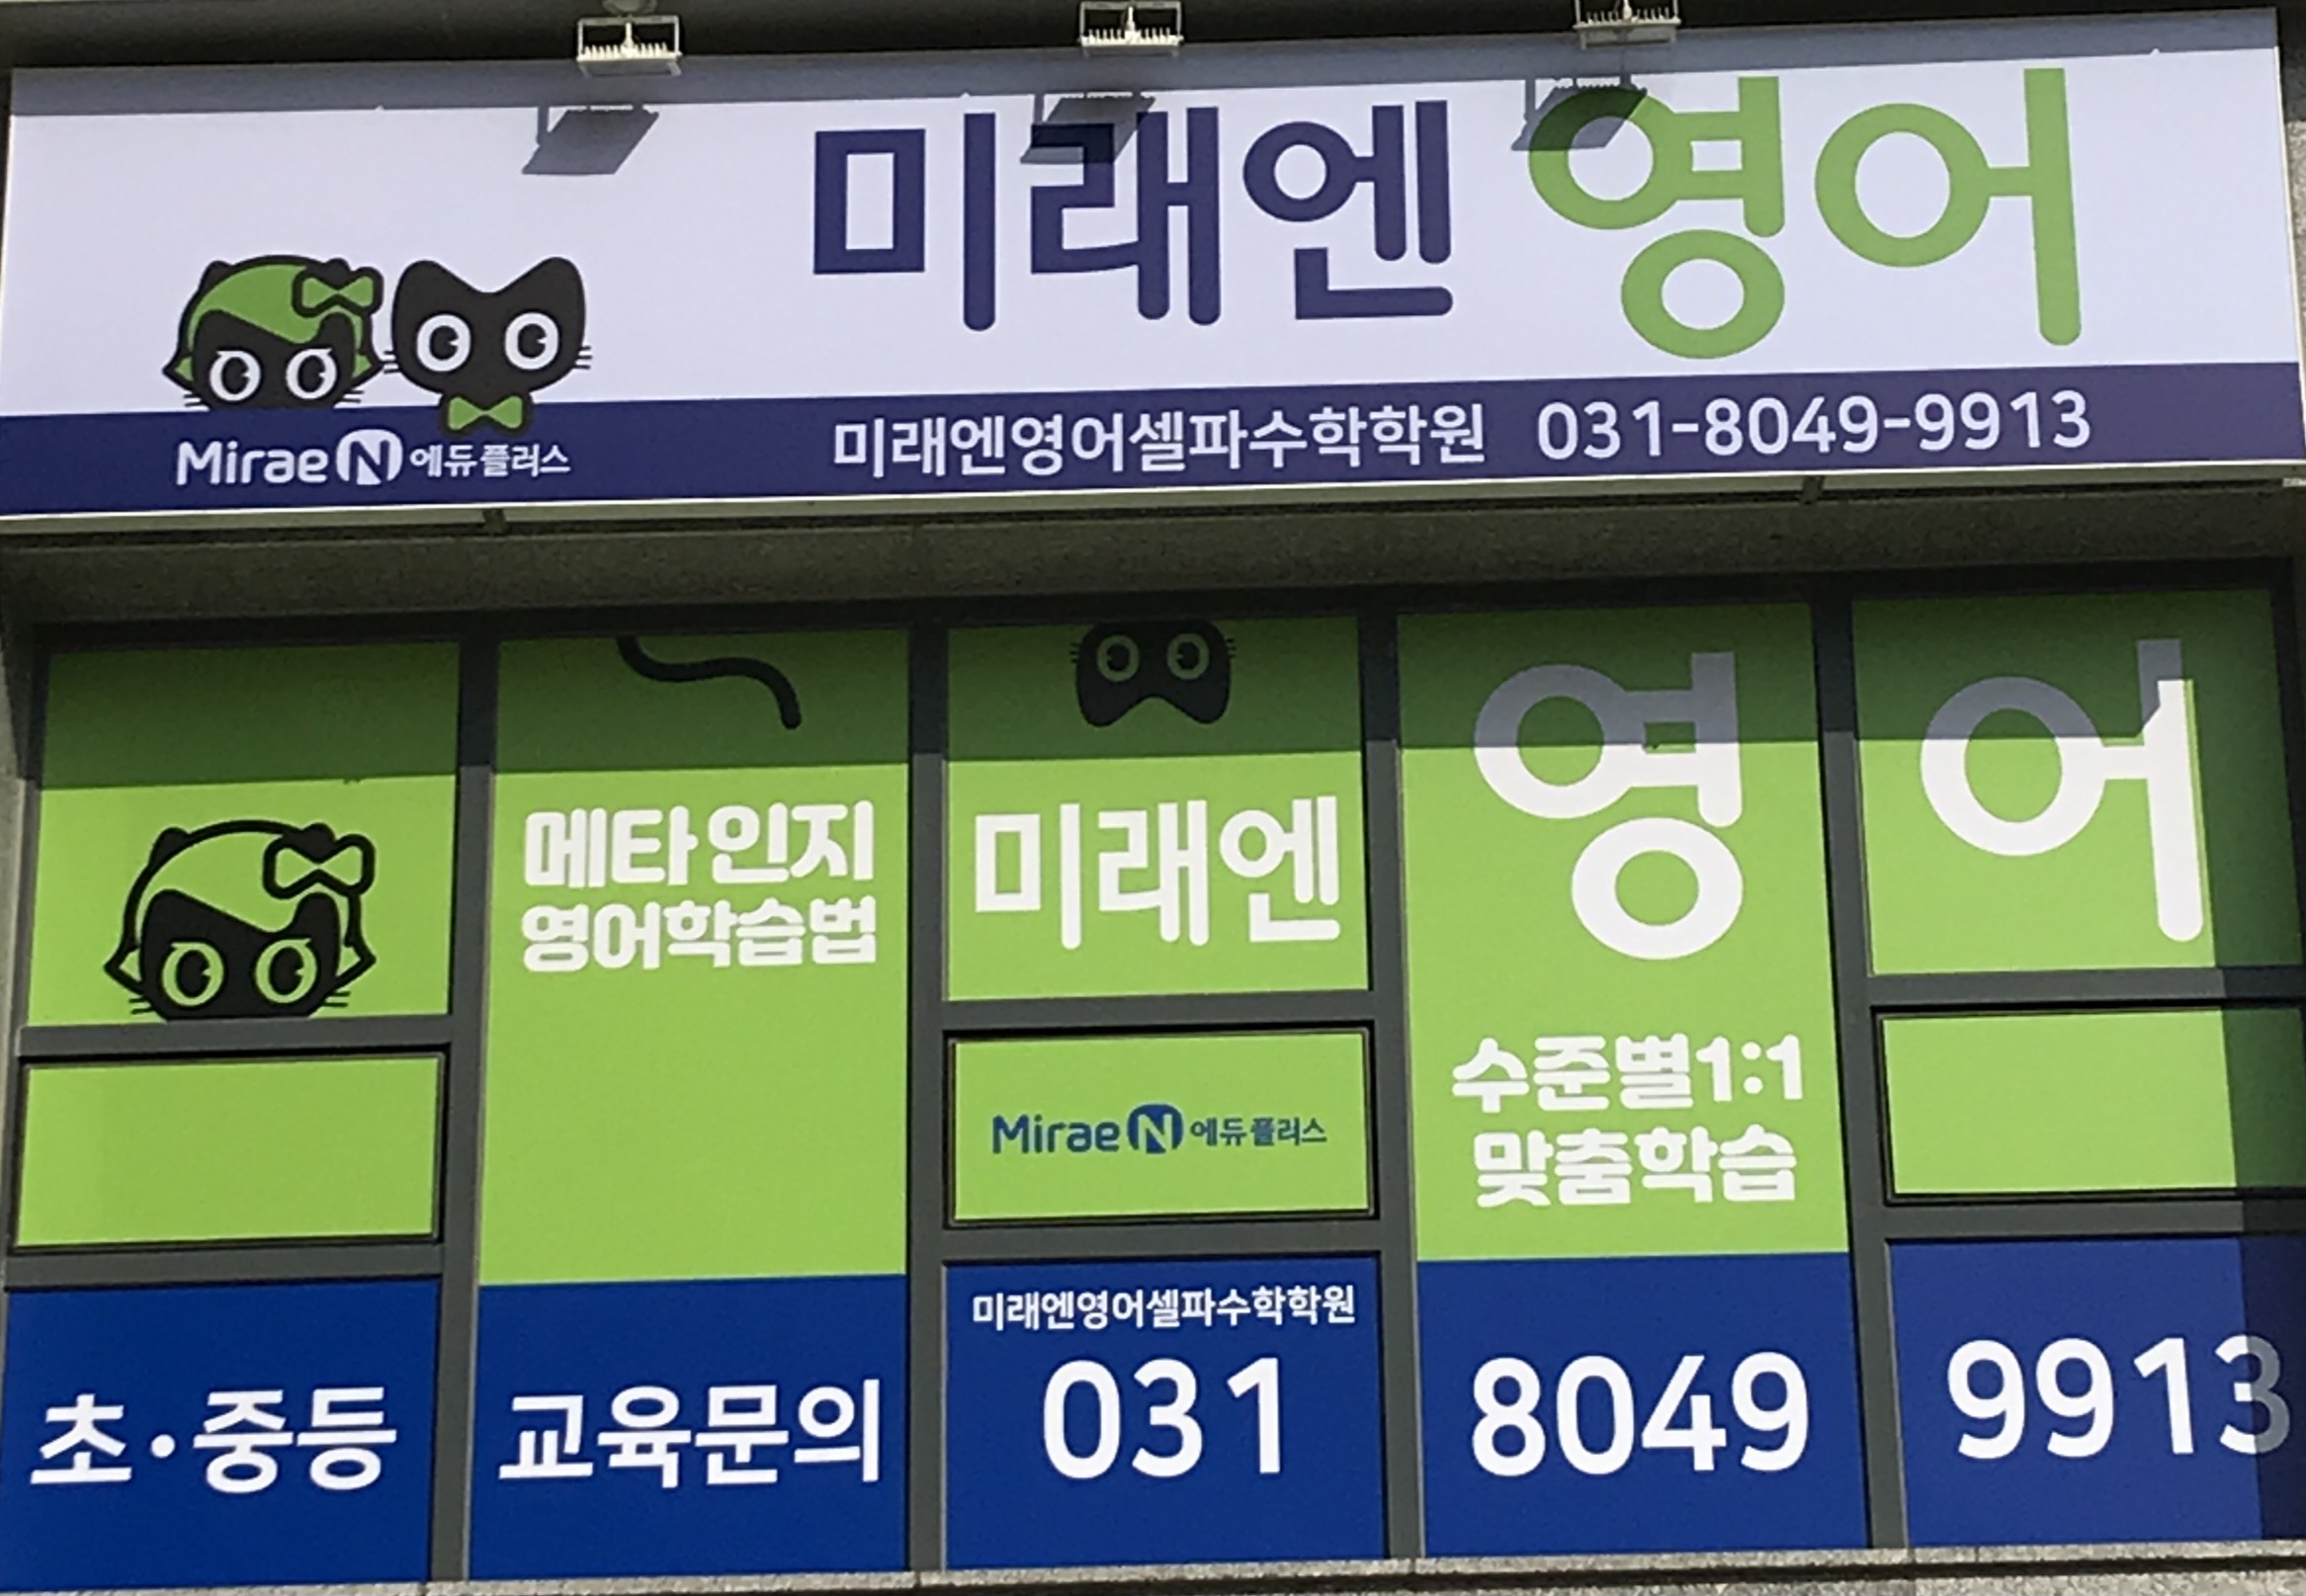 미래엔 영어
Mirae N 에듀플러스
미래엔영어셀파수학학원 031-8049-9913
메타인지
영어학습법
미래엔
영어
Mirae N 에듀플러스
수준별1:1
맞춤학습
미래엔영어셀파수학학원
초·중등 교육문의 031 8049 9913